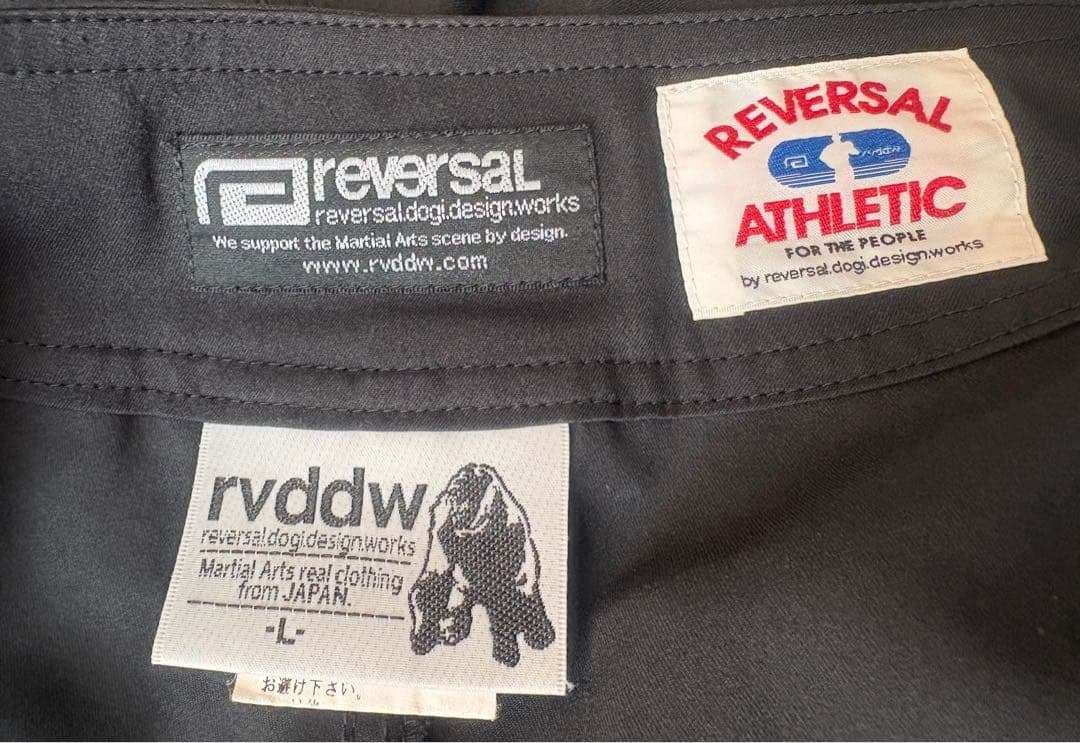 reversal
reversal.dogi.design.works
We support the Martial Arts scene by design.
www.rvddw.com
REVERSAL
rvddw
ATHLETIC
FOR THE PEOPLE
by reversal.dogi.design.works
rvddw
reversal.dogi.design.works
Martial Arts real clothing
from JAPAN.
-L-
お避け下さい。